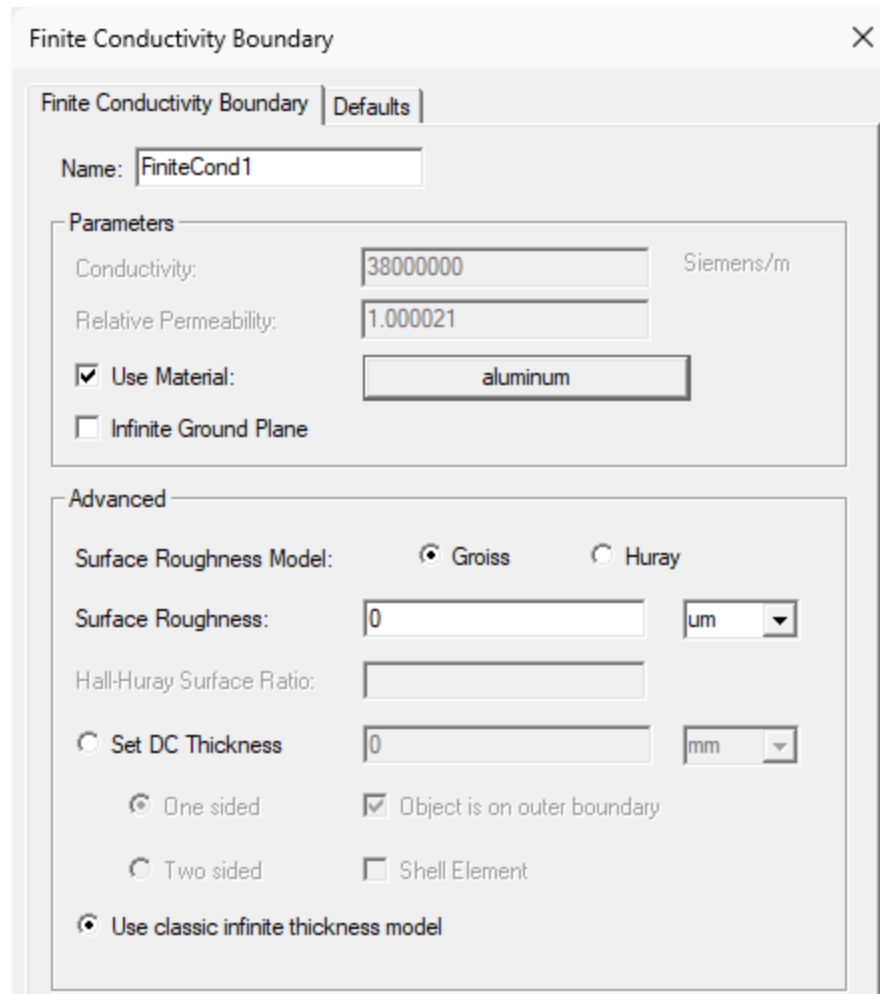 Finite Conductivity Boundary
Finite Conductivity Boundary Defaults
Name: FiniteCond1
Parameters
Conductivity: 38000000 Siemens/m
Relative Permeability: 1.000021
Use Material: aluminum
Infinite Ground Plane
Advanced
Surface Roughness Model: Groiss Huray
Surface Roughness: 0 um
Hall-Huray Surface Ratio:
Set DC Thickness 0 mm
One sided Object is on outer boundary
Two sided Shell Element
Use classic infinite thickness model